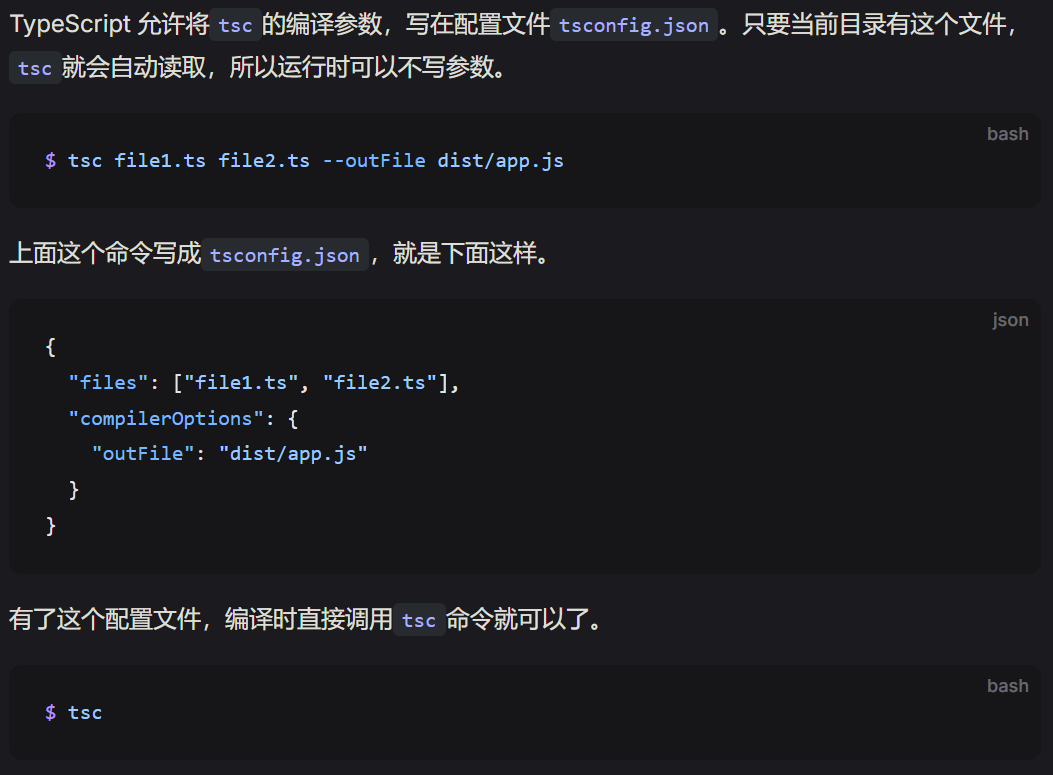 TypeScript 允许将 tsc 的编译参数，写在配置文件 tsconfig.json 。只要当前目录有这个文件，
tsc 就会自动读取，所以运行时可以不写参数。
bash
$ tsc file1.ts file2.ts --outFile dist/app.js
上面这个命令写成 tsconfig.json ，就是下面这样。
json
{
  "files": ["file1.ts", "file2.ts"],
  "compilerOptions": {
    "outFile": "dist/app.js"
  }
}
有了这个配置文件，编译时直接调用 tsc 命令就可以了。
bash
$ tsc